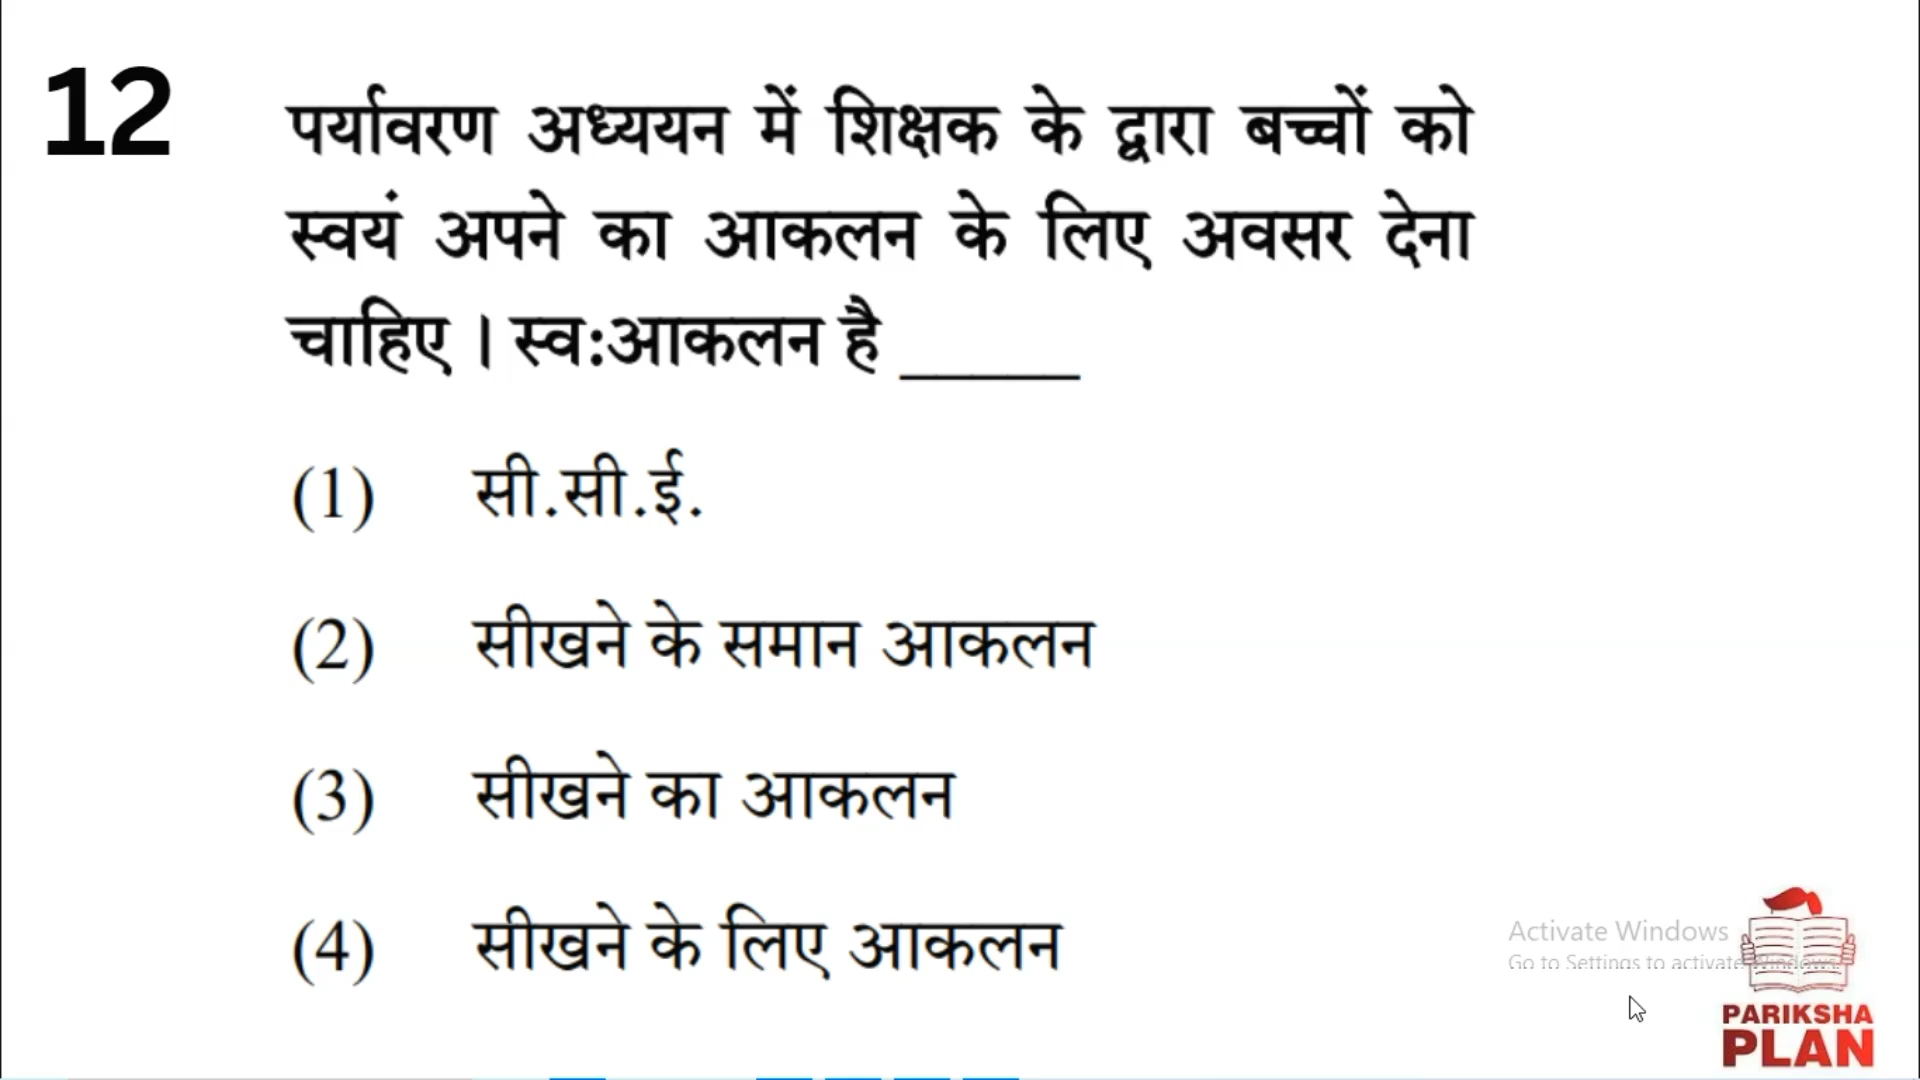 12
पर्यावरण अध्ययन में शिक्षक के द्वारा बच्चों को
स्वयं अपने का आकलन के लिए अवसर देना
चाहिए । स्व:आकलन है _____
(1) सी.सी.ई.
(2) सीखने के समान आकलन
(3) सीखने का आकलन
(4) सीखने के लिए आकलन
Activate Windows
Go to Settings to activate Windows.
PARIKSHA
PLAN